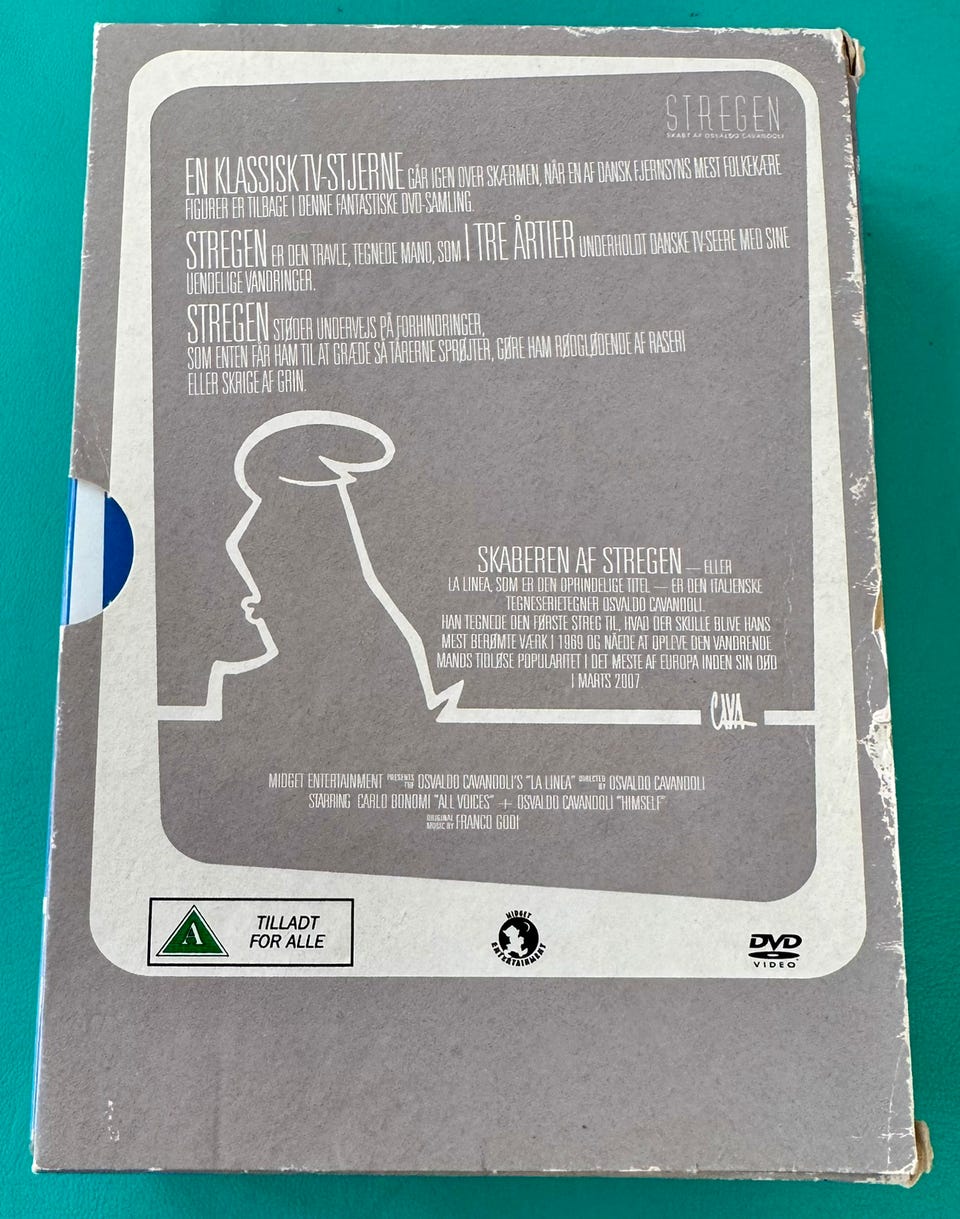 STREGEN
SKABT AF OSVALDO CAVANDOLI
EN KLASSISK TV-STJERNE GÅR IGEN OVER SKÆRMEN, NÅR EN AF DANSK FJERNSYNS MEST FOLKEKÆRE
FIGURER ER TILBAGE I DENNE FANTASTISKE DVD-SAMLING.
STREGEN ER DEN TRAVLE, TEGNEDE MAND, SOM I TRE ÅRTIER UNDERHOLDT DANSKE TV-SEERE MED SINE
UENDELIGE VANDRINGER.
STREGEN STØDER UNDERVEJS PÅ FORHINDRINGER,
SOM ENTEN FÅR HAM TIL AT GRÆDE SÅ TÅRERNE SPRØJTER, GØRE HAM RØDGLØDENDE AF RASERI
ELLER SKRIGE AF GRIN.
SKABEREN AF STREGEN — ELLER
LA LINEA, SOM ER DEN OPRINDELIGE TITEL — ER DEN ITALIENSKE
TEGNESERIETEGNER OSVALDO CAVANDOLI.
HAN TEGNEDE DEN FØRSTE STREG TIL, HVAD DER SKULLE BLIVE HANS
MEST BERØMTE VÆRK I 1969 OG NÅEDE AT OPLEVE DEN VANDRENDE
MANDS TIDLØSE POPULARITET I DET MESTE AF EUROPA INDEN SIN DØD
I MARTS 2007.
CAVA
MIDGET ENTERTAINMENT PRESENTS THE OSVALDO CAVANDOLI'S "LA LINEA" DIRECTED BY OSVALDO CAVANDOLI
STARRING CARLO BONOMI "ALL VOICES" + OSVALDO CAVANDOLI "HIMSELF"
ORIGINAL MUSIC BY FRANCO GODI
A
TILLADT
FOR ALLE
MIDGET
ENTERTAINMENT
DVD
VIDEO